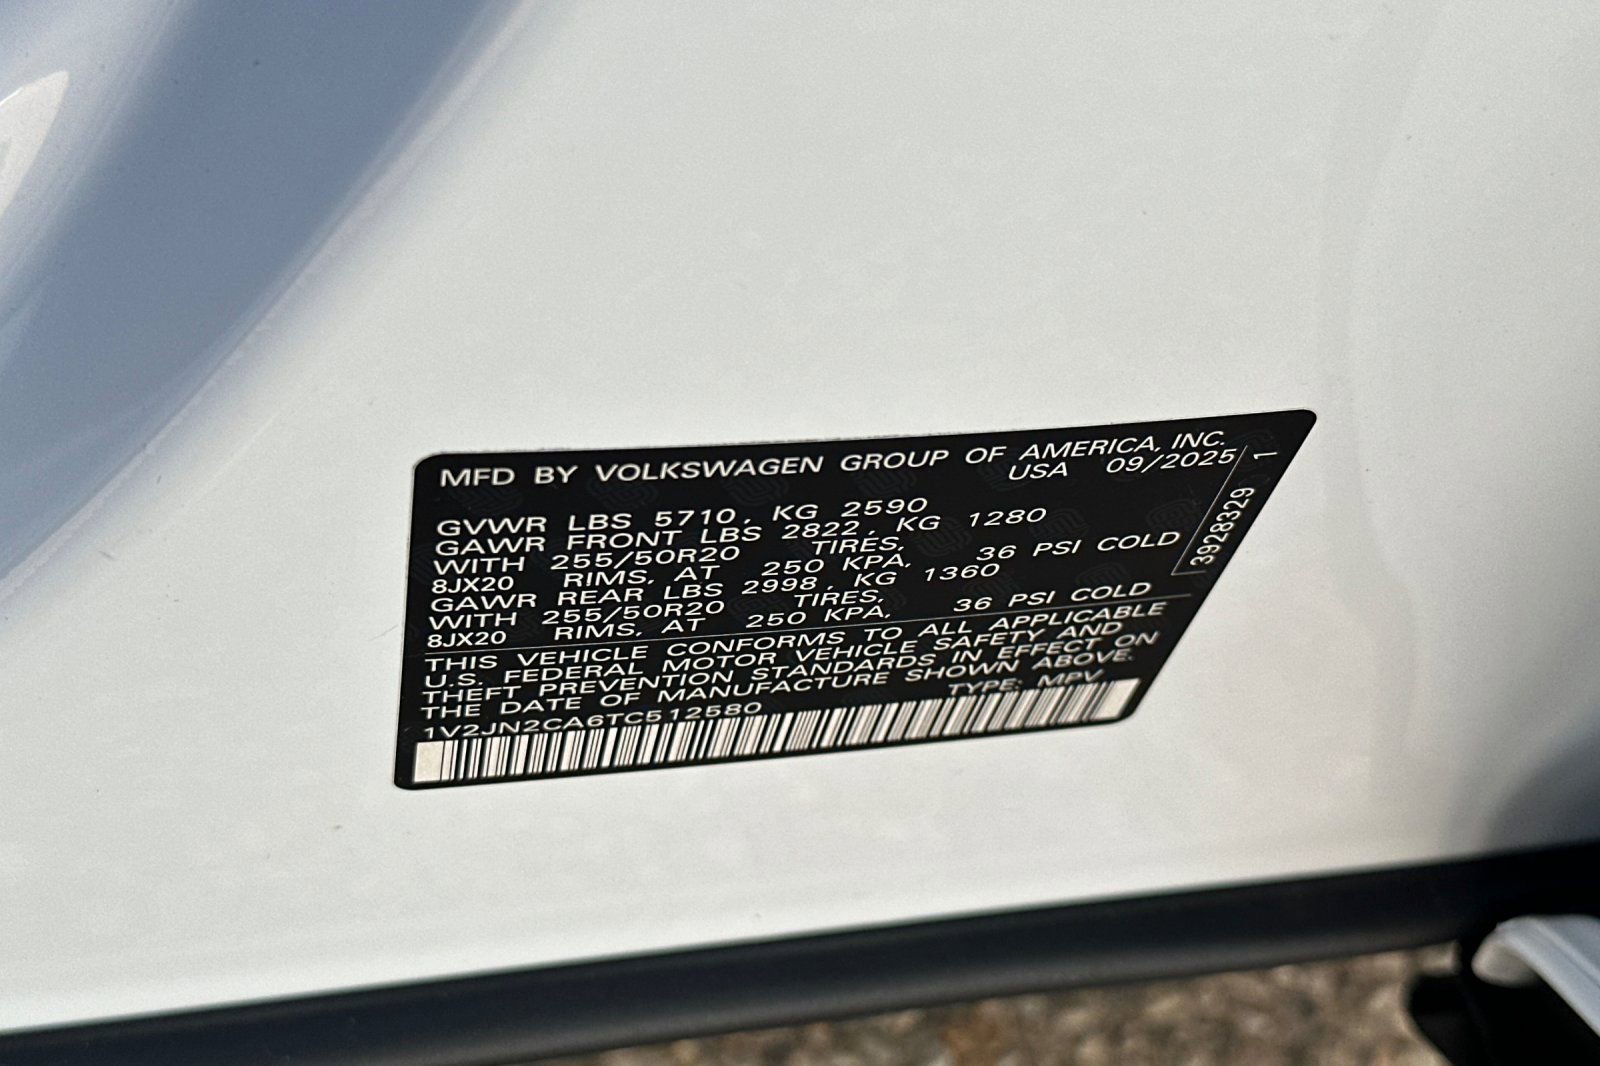 MFD BY VOLKSWAGEN GROUP OF AMERICA, INC.
USA 09/2025
GVWR LBS 5710, KG 2590
GAWR FRONT LBS 2822, KG 1280
WITH 255/50R20 TIRES,
8JX20 RIMS, AT 250 KPA, 36 PSI COLD
GAWR REAR LBS 2998, KG 1360
WITH 255/50R20 TIRES,
8JX20 RIMS, AT 250 KPA, 36 PSI COLD
3928329 1
THIS VEHICLE CONFORMS TO ALL APPLICABLE
U.S. FEDERAL MOTOR VEHICLE SAFETY AND
THEFT PREVENTION STANDARDS IN EFFECT ON
THE DATE OF MANUFACTURE SHOWN ABOVE.
1V2JN2CA6TC512580 TYPE: MPV